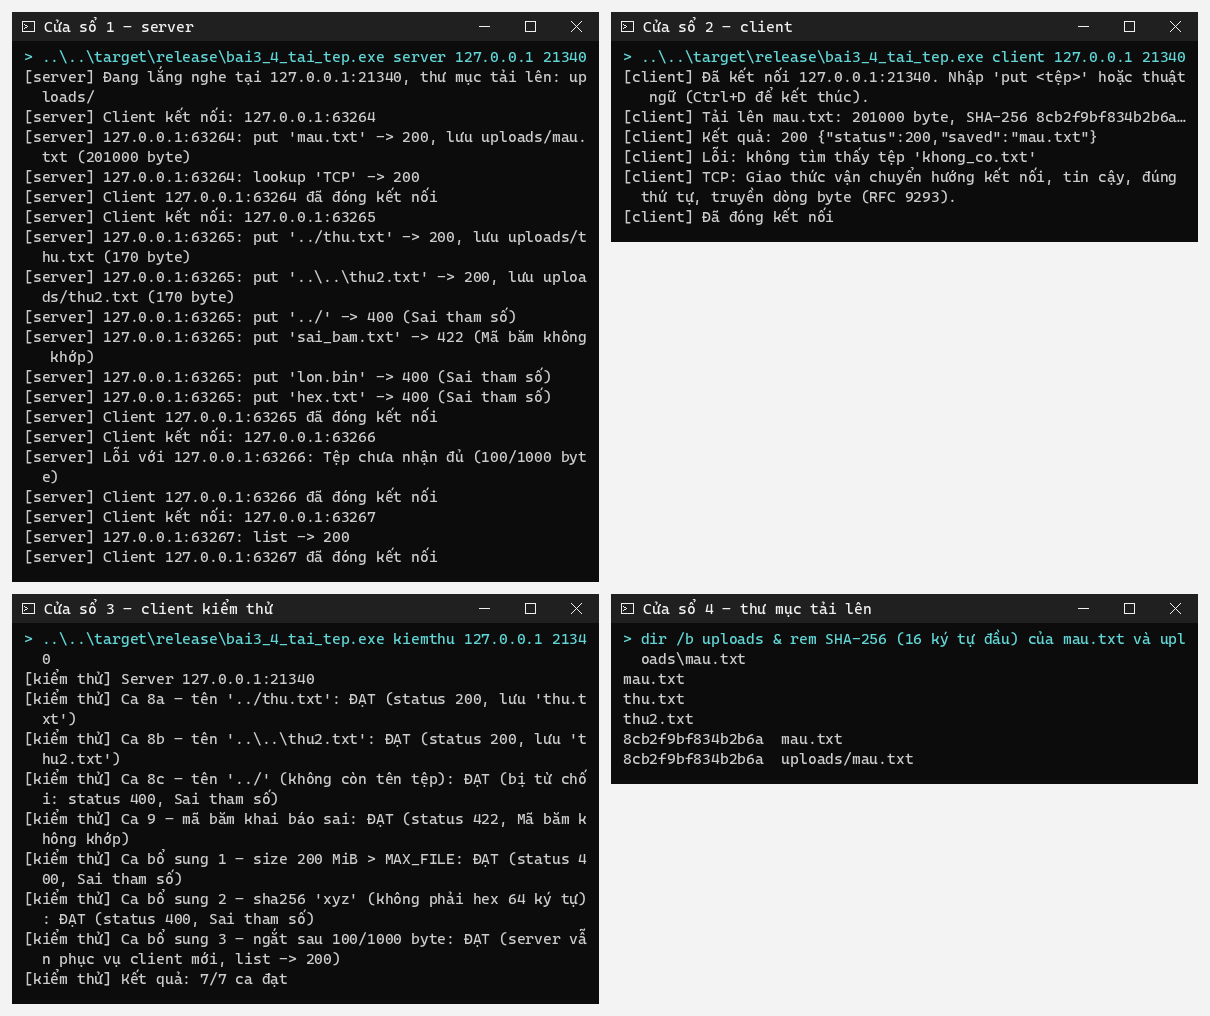 Cửa sổ 1 – server
> ..\..\target\release\bai3_4_tai_tep.exe server 127.0.0.1 21340
[server] Đang lắng nghe tại 127.0.0.1:21340, thư mục tải lên: up
loads/
[server] Client kết nối: 127.0.0.1:63264
[server] 127.0.0.1:63264: put 'mau.txt' -> 200, lưu uploads/mau.
txt (201000 byte)
[server] 127.0.0.1:63264: lookup 'TCP' -> 200
[server] Client 127.0.0.1:63264 đã đóng kết nối
[server] Client kết nối: 127.0.0.1:63265
[server] 127.0.0.1:63265: put '../thu.txt' -> 200, lưu uploads/t
hu.txt (170 byte)
[server] 127.0.0.1:63265: put '..\..\thu2.txt' -> 200, lưu uploa
ds/thu2.txt (170 byte)
[server] 127.0.0.1:63265: put '../' -> 400 (Sai tham số)
[server] 127.0.0.1:63265: put 'sai_bam.txt' -> 422 (Mã băm không
khớp)
[server] 127.0.0.1:63265: put 'lon.bin' -> 400 (Sai tham số)
[server] 127.0.0.1:63265: put 'hex.txt' -> 400 (Sai tham số)
[server] Client 127.0.0.1:63265 đã đóng kết nối
[server] Client kết nối: 127.0.0.1:63266
[server] Lỗi với 127.0.0.1:63266: Tệp chưa nhận đủ (100/1000 byt
e)
[server] Client 127.0.0.1:63266 đã đóng kết nối
[server] Client kết nối: 127.0.0.1:63267
[server] 127.0.0.1:63267: list -> 200
[server] Client 127.0.0.1:63267 đã đóng kết nối
Cửa sổ 2 – client
> ..\..\target\release\bai3_4_tai_tep.exe client 127.0.0.1 21340
[client] Đã kết nối 127.0.0.1:21340. Nhập 'put <tệp>' hoặc thuật
ngữ (Ctrl+D để kết thúc).
[client] Tải lên mau.txt: 201000 byte, SHA-256 8cb2f9bf834b2b6a…
[client] Kết quả: 200 {"status":200,"saved":"mau.txt"}
[client] Lỗi: không tìm thấy tệp 'khong_co.txt'
[client] TCP: Giao thức vận chuyển hướng kết nối, tin cậy, đúng
thứ tự, truyền dòng byte (RFC 9293).
[client] Đã đóng kết nối
Cửa sổ 3 – client kiểm thử
> ..\..\target\release\bai3_4_tai_tep.exe kiemthu 127.0.0.1 2134
0
[kiểm thử] Server 127.0.0.1:21340
[kiểm thử] Ca 8a – tên '../thu.txt': ĐẠT (status 200, lưu 'thu.t
xt')
[kiểm thử] Ca 8b – tên '..\..\thu2.txt': ĐẠT (status 200, lưu 't
hu2.txt')
[kiểm thử] Ca 8c – tên '../' (không còn tên tệp): ĐẠT (bị từ chố
i: status 400, Sai tham số)
[kiểm thử] Ca 9 – mã băm khai báo sai: ĐẠT (status 422, Mã băm k
hông khớp)
[kiểm thử] Ca bổ sung 1 – size 200 MiB > MAX_FILE: ĐẠT (status 4
00, Sai tham số)
[kiểm thử] Ca bổ sung 2 – sha256 'xyz' (không phải hex 64 ký tự)
: ĐẠT (status 400, Sai tham số)
[kiểm thử] Ca bổ sung 3 – ngắt sau 100/1000 byte: ĐẠT (server vẫ
n phục vụ client mới, list -> 200)
[kiểm thử] Kết quả: 7/7 ca đạt
Cửa sổ 4 – thư mục tải lên
> dir /b uploads & rem SHA-256 (16 ký tự đầu) của mau.txt và upl
oads\mau.txt
mau.txt
thu.txt
thu2.txt
8cb2f9bf834b2b6a  mau.txt
8cb2f9bf834b2b6a  uploads/mau.txt